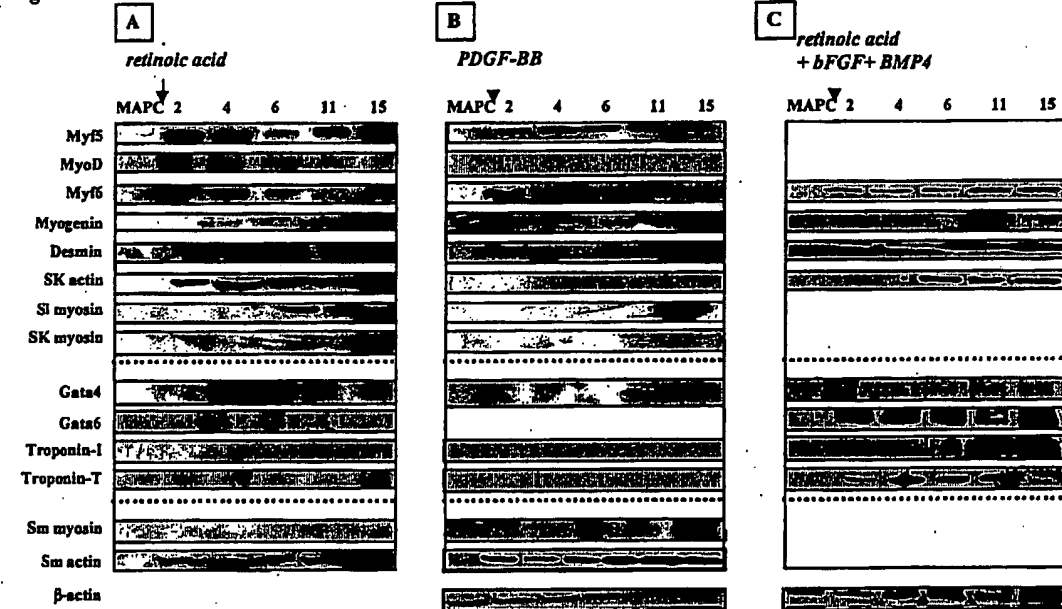 A
B
C
retinoic acid
PDGF-BB
retinoic acid
+ bFGF+ BMP4
MAPC 2 4 6 11 15
MAPC 2 4 6 11 15
MAPC 2 4 6 11 15
Myf5
MyoD
Myf6
Myogenin
Desmin
SK actin
Sl myosin
SK myosin
Gata4
Gata6
Troponin-I
Troponin-T
Sm myosin
Sm actin
β-actin